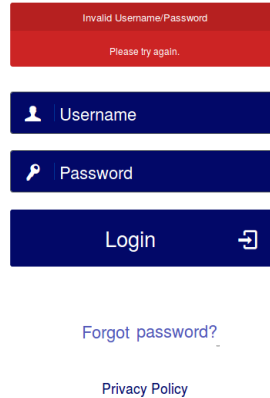 Invalid Username/Password
Please try again.
Username
Password
Login
Forgot password?
Privacy Policy